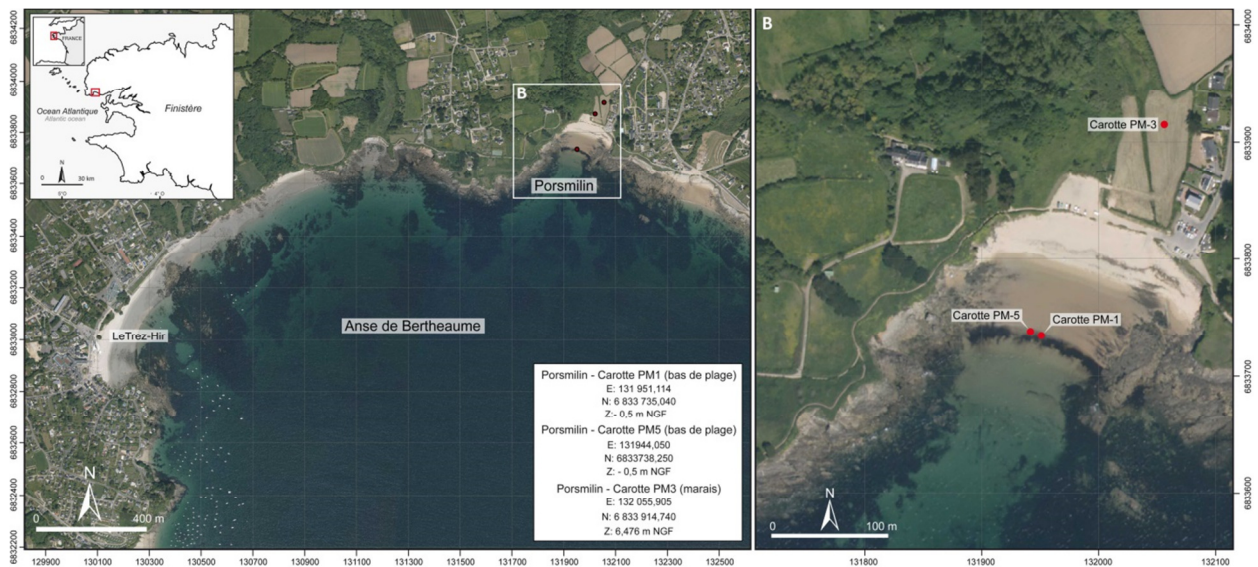 FRANCE
Ocean Atlantique
Atlantic ocean
Finistère
N
0 30 km
- 4° O
B
Porsmilin
LeTrez-Hir
Anse de Bertheaume
Porsmilin - Carotte PM1 (bas de plage)
E: 131 951,114
N: 6 833 735,040
Z:- 0,5 m NGF
Porsmilin - Carotte PM5 (bas de plage)
E: 131944,050
N: 6833738,250
Z: - 0,5 m NGF
Porsmilin - Carotte PM3 (marais)
E: 132 055,905
N: 6 833 914,740
Z: 6,476 m NGF
N
0 400 m
6834200
6834000
6833800
6833600
6833400
6833200
6833000
6832800
6832600
6832400
6832200
129900 130100 130300 130500 130700 130900 131100 131300 131500 131700 131900 132100 132300 132500
B
Carotte PM-3
Carotte PM-5
Carotte PM-1
N
0 100 m
6834000
6833900
6833800
6833700
6833600
131800 131900 132000 132100